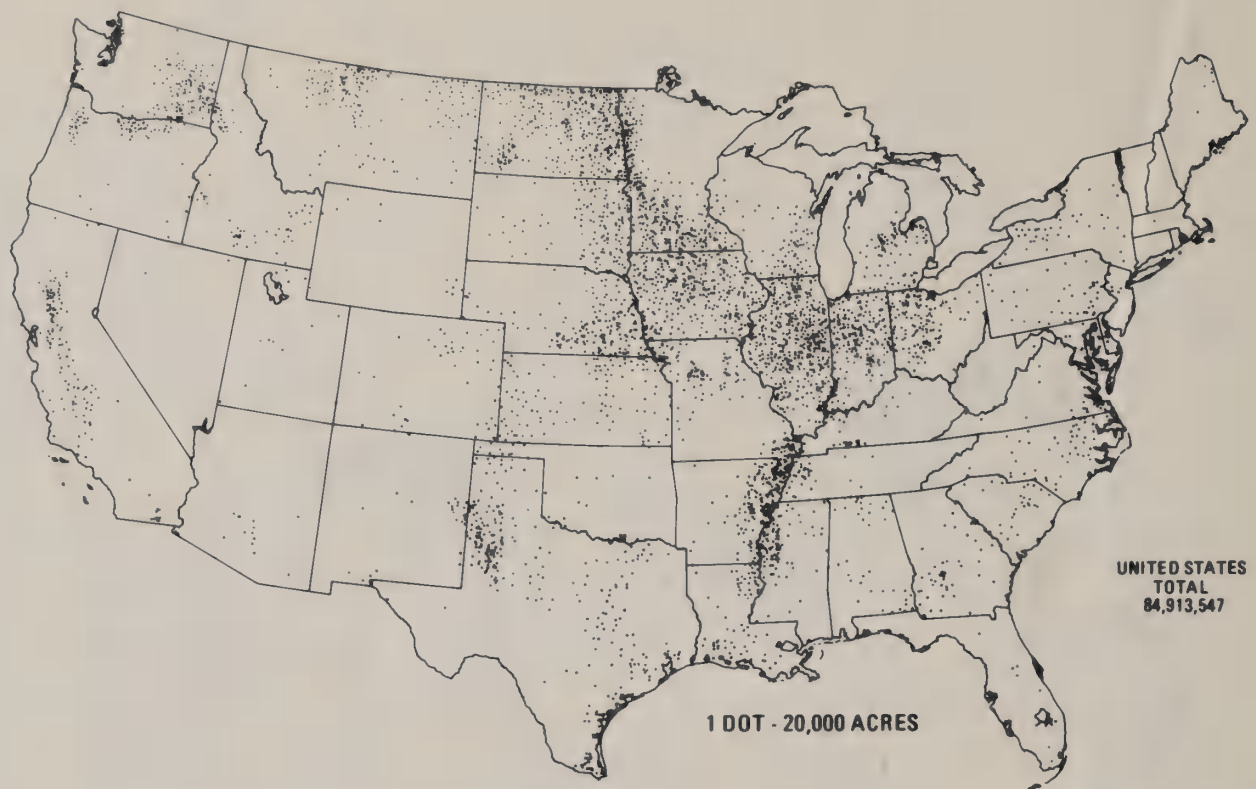 UNITED STATES
TOTAL
84,913,547
1 DOT - 20,000 ACRES